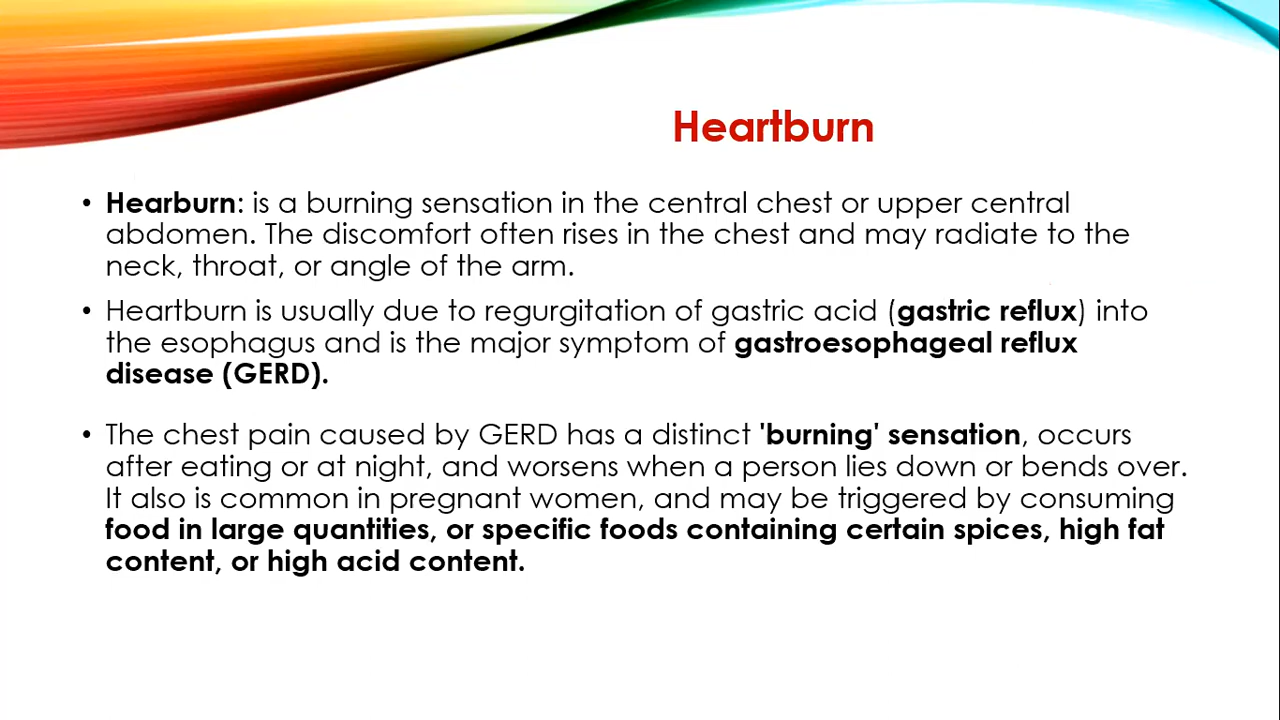 Heartburn
• Hearburn: is a burning sensation in the central chest or upper central
abdomen. The discomfort often rises in the chest and may radiate to the
neck, throat, or angle of the arm.
• Heartburn is usually due to regurgitation of gastric acid (gastric reflux) into
the esophagus and is the major symptom of gastroesophageal reflux
disease (GERD).
• The chest pain caused by GERD has a distinct 'burning' sensation, occurs
after eating or at night, and worsens when a person lies down or bends over.
It also is common in pregnant women, and may be triggered by consuming
food in large quantities, or specific foods containing certain spices, high fat
content, or high acid content.